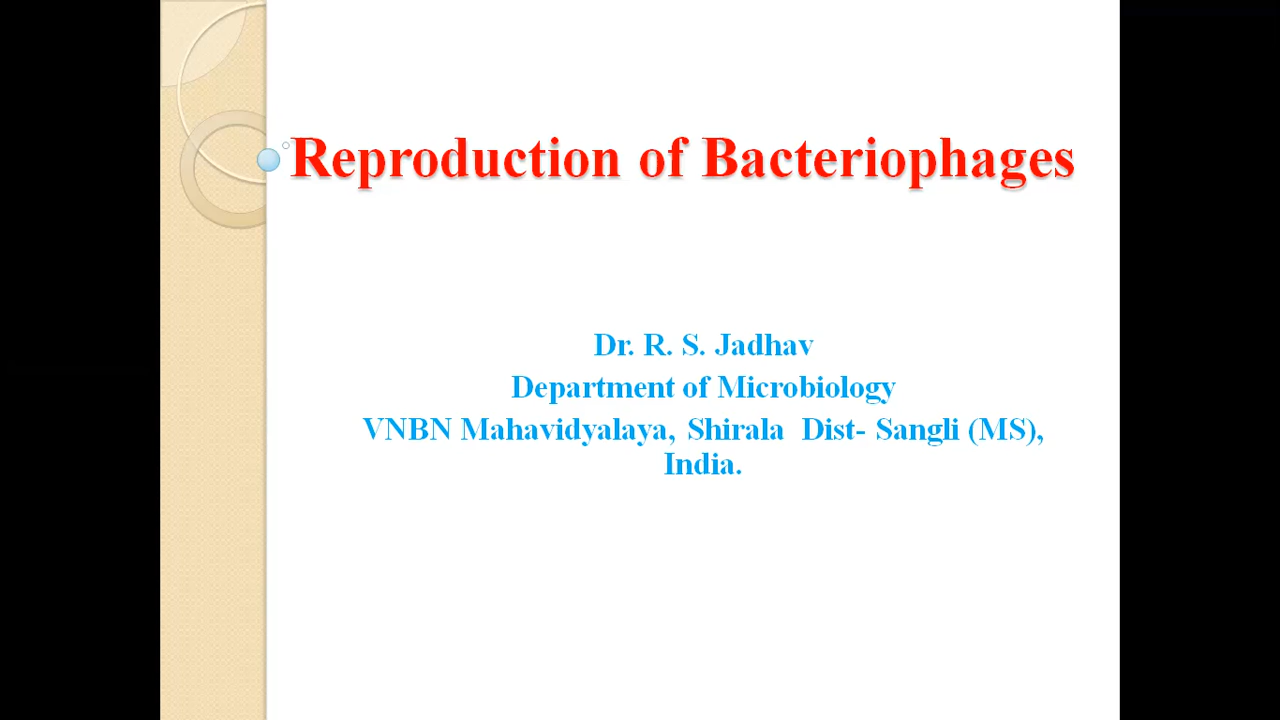 Reproduction of Bacteriophages
Dr. R. S. Jadhav
Department of Microbiology
VNBN Mahavidyalaya, Shirala Dist- Sangli (MS),
India.